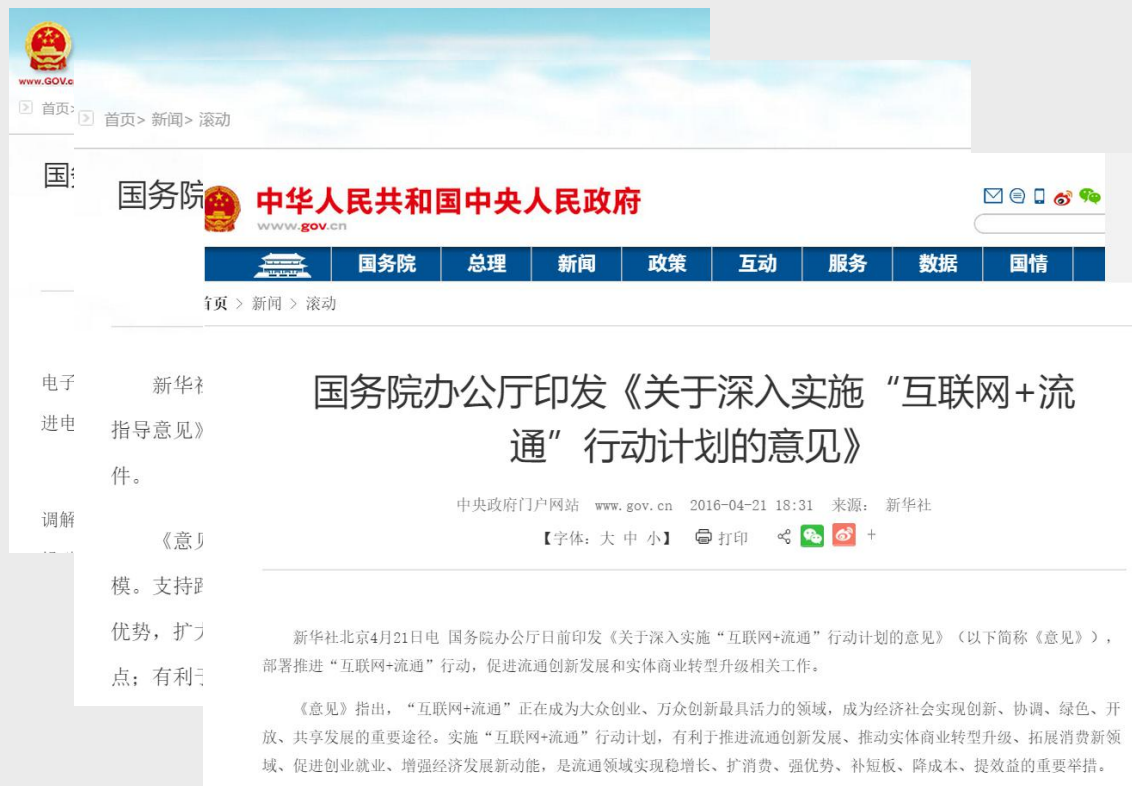 www.GOV.c
首页>
国务
电子
进电
调解
首页> 新闻> 滚动
国务院
新华社
指导意见》
件。
《意见
模。支持跨
优势，扩大
点；有利于
中华人民共和国中央人民政府
www.gov.cn
国务院 总理 新闻 政策 互动 服务 数据 国情
首页 > 新闻 > 滚动
国务院办公厅印发《关于深入实施“互联网+流
通”行动计划的意见》
中央政府门户网站 www.gov.cn 2016-04-21 18:31 来源： 新华社
【字体：大 中 小】 打印 +
新华社北京4月21日电 国务院办公厅日前印发《关于深入实施“互联网+流通”行动计划的意见》（以下简称《意见》），
部署推进“互联网+流通”行动，促进流通创新发展和实体商业转型升级相关工作。
《意见》指出，“互联网+流通”正在成为大众创业、万众创新最具活力的领域，成为经济社会实现创新、协调、绿色、开
放、共享发展的重要途径。实施“互联网+流通”行动计划，有利于推进流通创新发展、推动实体商业转型升级、拓展消费新领
域、促进创业就业、增强经济发展新动能，是流通领域实现稳增长、扩消费、强优势、补短板、降成本、提效益的重要举措。